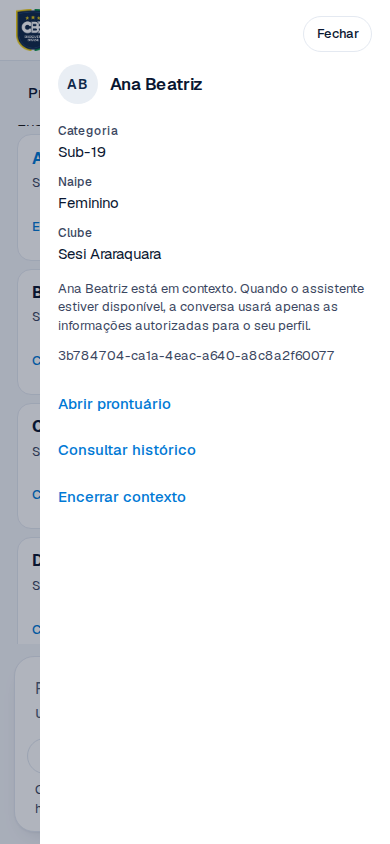 Fechar
AB
Ana Beatriz
Categoria
Sub-19
Naipe
Feminino
Clube
Sesi Araraquara
Ana Beatriz está em contexto. Quando o assistente
estiver disponível, a conversa usará apenas as
informações autorizadas para o seu perfil.
3b784704-ca1a-4eac-a640-a8c8a2f60077
Abrir prontuário
Consultar histórico
Encerrar contexto